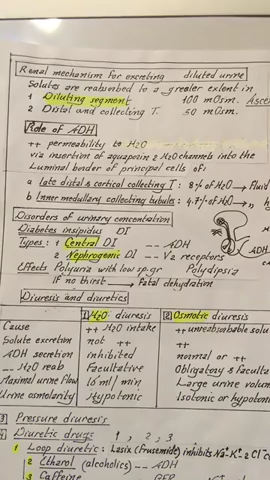 Renal mechanism for excreting diluted urine
Solutes are reabsorbed to a greater extent in
1 Diluting segment 100 mOsm. Asce
2 Distal and collecting T. 50 mOsm.
Role of ADH
++ permeability to H2O
via insertion of aquaporin 2 H2O channels into the
Luminal border of principal cells of:
a late distal & cortical collecting T: 8% of H2O → Fluid
b Inner medullary collecting tubules: 4.7% of H2O →
Disorders of urinary concentration
Diabetes insipidus DI
Types: 1 Central DI -- ADH
2 Nephrogenic DI -- V2 receptors
ADH
Effects Polyuria with low sp.gr Polydipsia
If no thirst → Fatal dehydration
Diuresis and diuretics
1 H2O diuresis 2 Osmotic diuresis
Cause ++ H2O intake ++ unreabsorbable solu
Solute excretion not ++ ++
ADH secretion inhibited normal or ++
H2O reab Facultative Obligatory & Faculta
Maximal urine flow 16 ml/min Large urine volum
Urine osmolarity Hypotonic Isotonic or hypoton
3 Pressure diuresis
4 Diuretic drugs 1, 2, 3
1 Loop diuretic: Lasix (frusemide) inhibits Na+-K+-2 Cl- c
2 Ethanol (alcoholics) -- ADH
3 Caffeine GFR